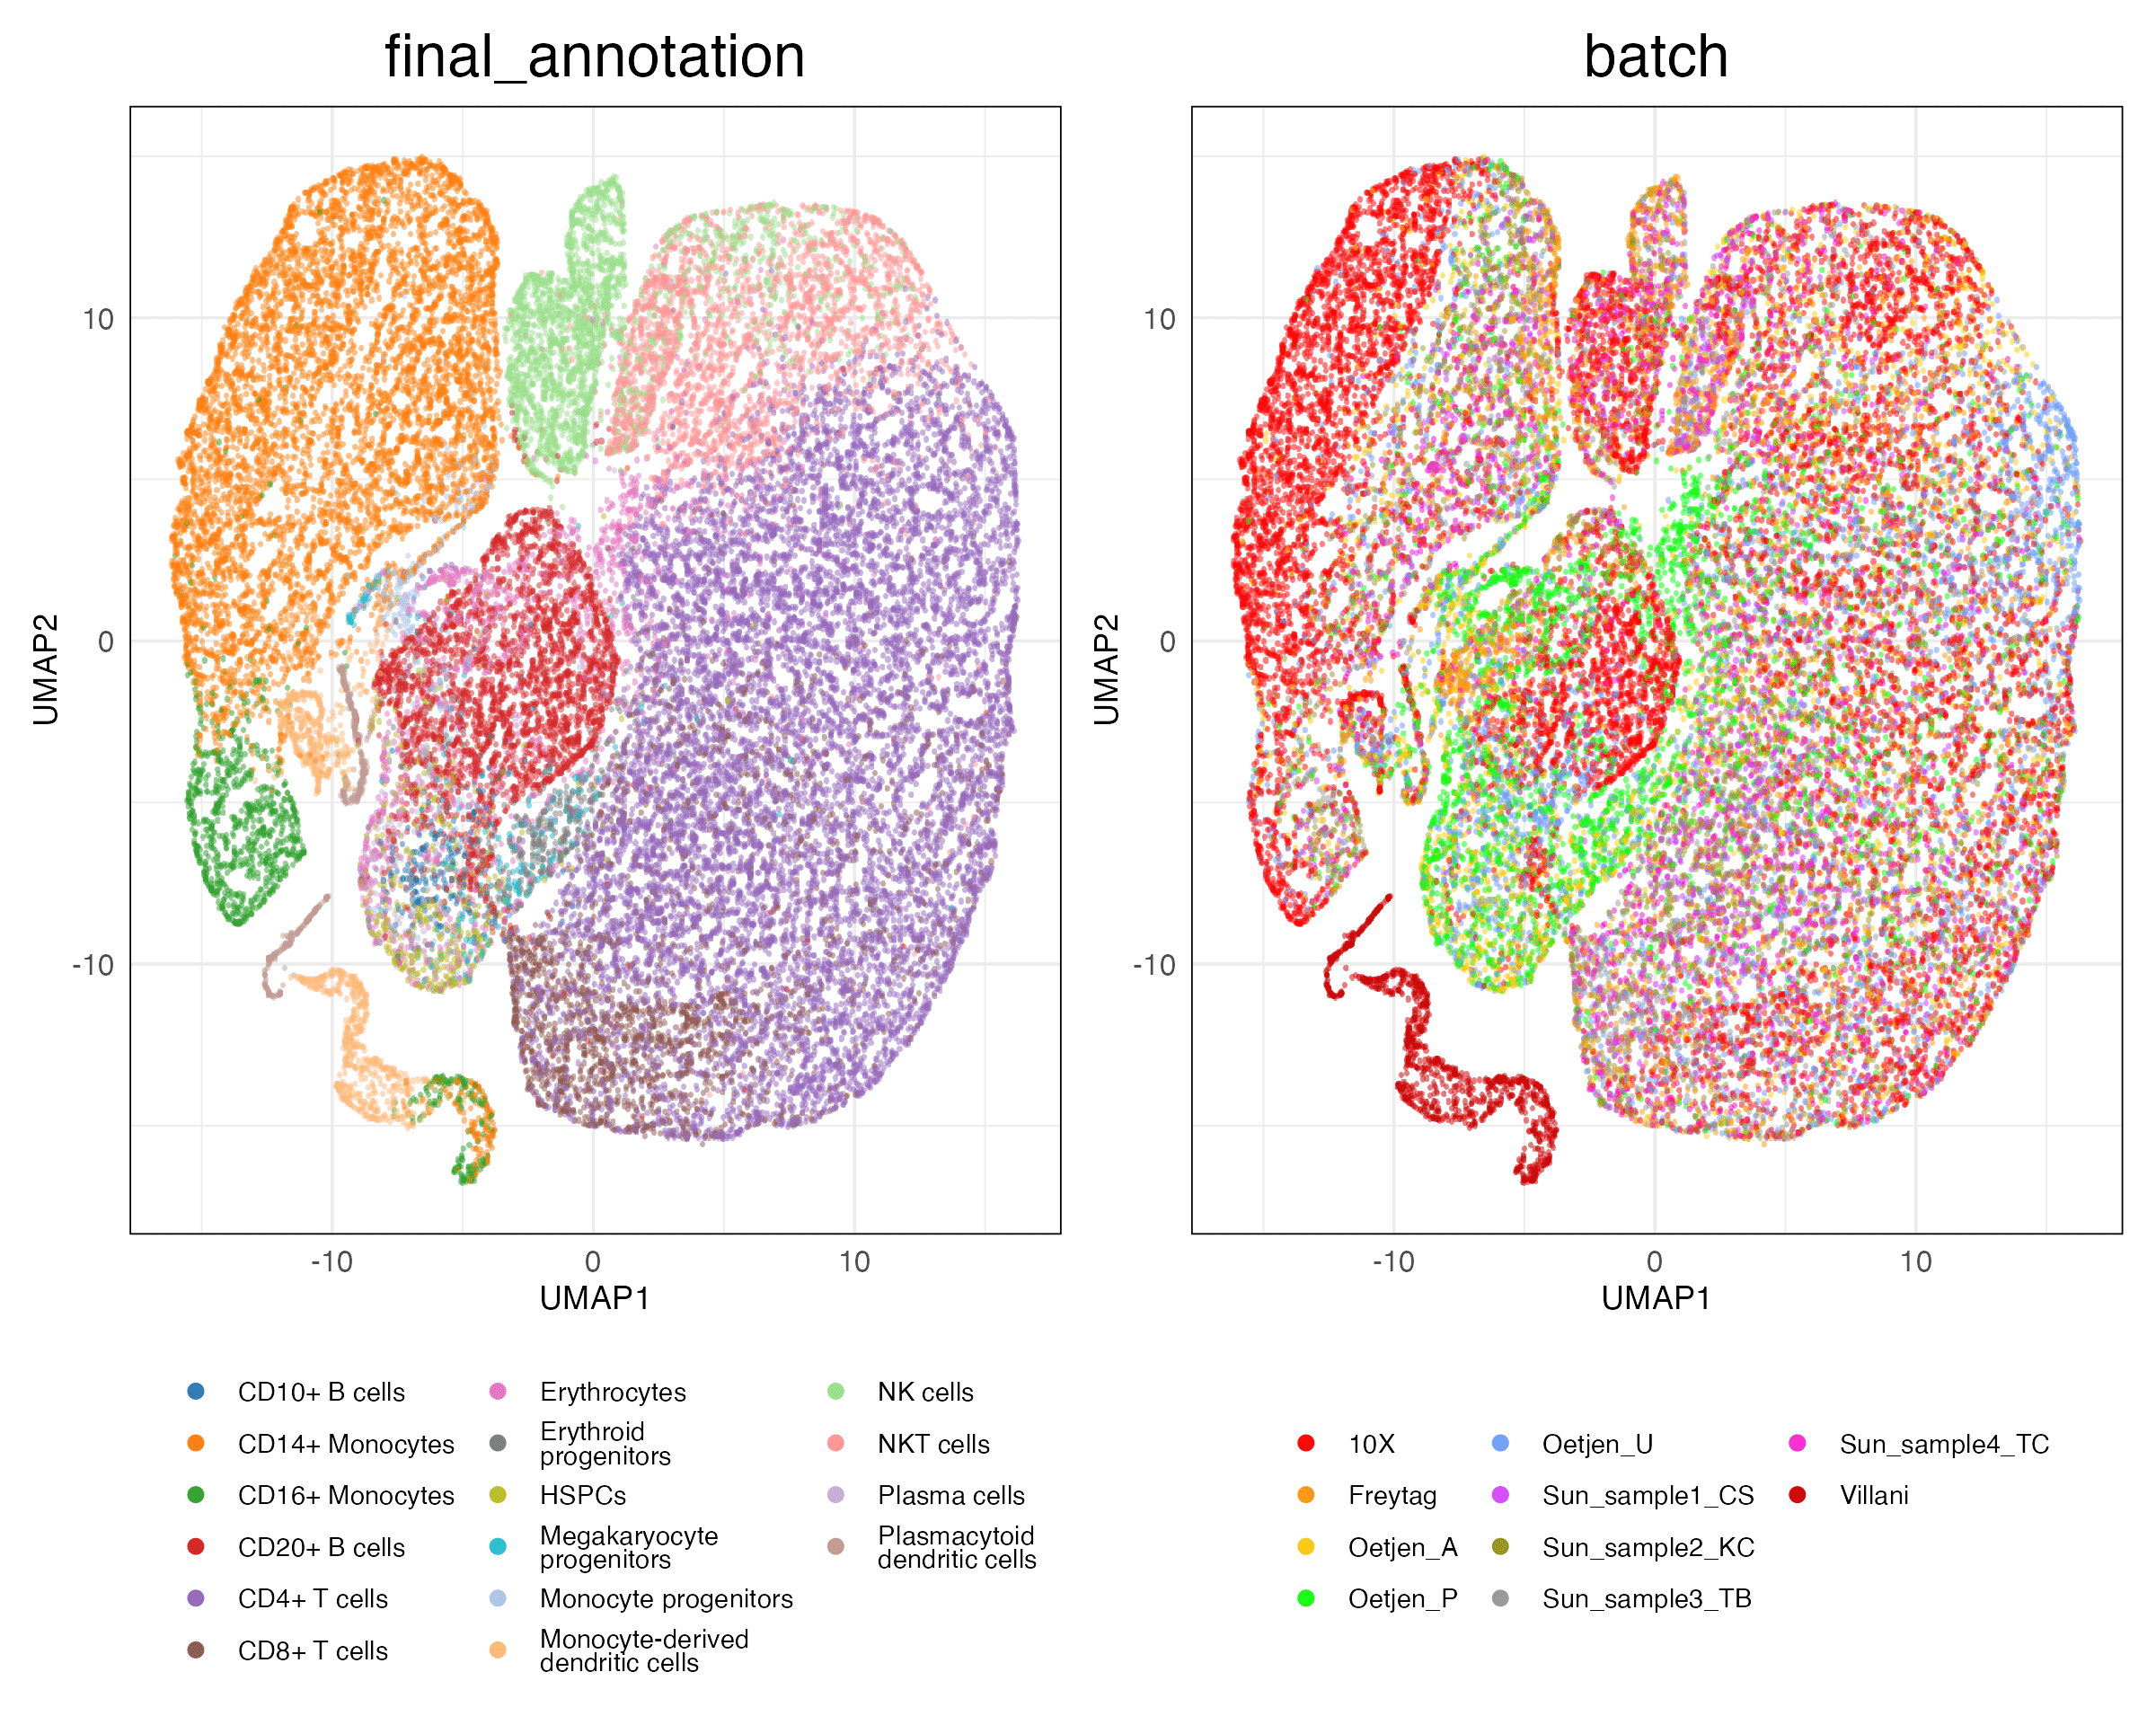 final_annotation
batch
UMAP2
10
0
-10
-10
0
10
UMAP1
UMAP2
10
0
-10
-10
0
10
UMAP1
CD10+ B cells
CD14+ Monocytes
CD16+ Monocytes
CD20+ B cells
CD4+ T cells
CD8+ T cells
Erythrocytes
Erythroid
progenitors
HSPCs
Megakaryocyte
progenitors
Monocyte progenitors
Monocyte-derived
dendritic cells
NK cells
NKT cells
Plasma cells
Plasmacytoid
dendritic cells
10X
Freytag
Oetjen_A
Oetjen_P
Oetjen_U
Sun_sample1_CS
Sun_sample2_KC
Sun_sample3_TB
Sun_sample4_TC
Villani